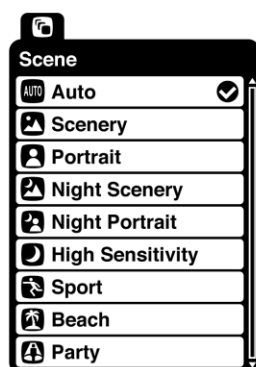 Scene
AUTO Auto
Scenery
Portrait
Night Scenery
Night Portrait
High Sensitivity
Sport
Beach
Party